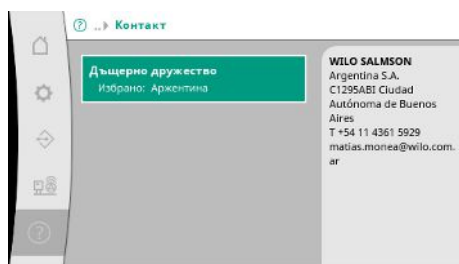 ..▸ Контакт
Дъщерно дружество
Избрано: Аржентина
WILO SALMSON
Argentina S.A.
C1295ABI Ciudad
Autónoma de Buenos
Aires
T +54 11 4361 5929
matias.monea@wilo.com.
ar